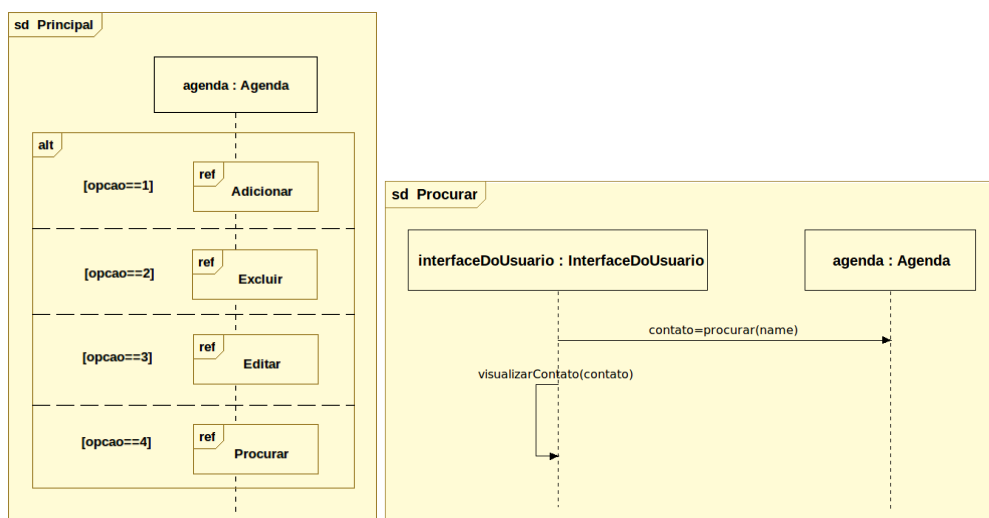 sd Principal
agenda : Agenda
alt
[opcao==1]
ref
Adicionar
[opcao==2]
ref
Excluir
[opcao==3]
ref
Editar
[opcao==4]
ref
Procurar
sd Procurar
interfaceDoUsuario : InterfaceDoUsuario
agenda : Agenda
contato=procurar(name)
visualizarContato(contato)